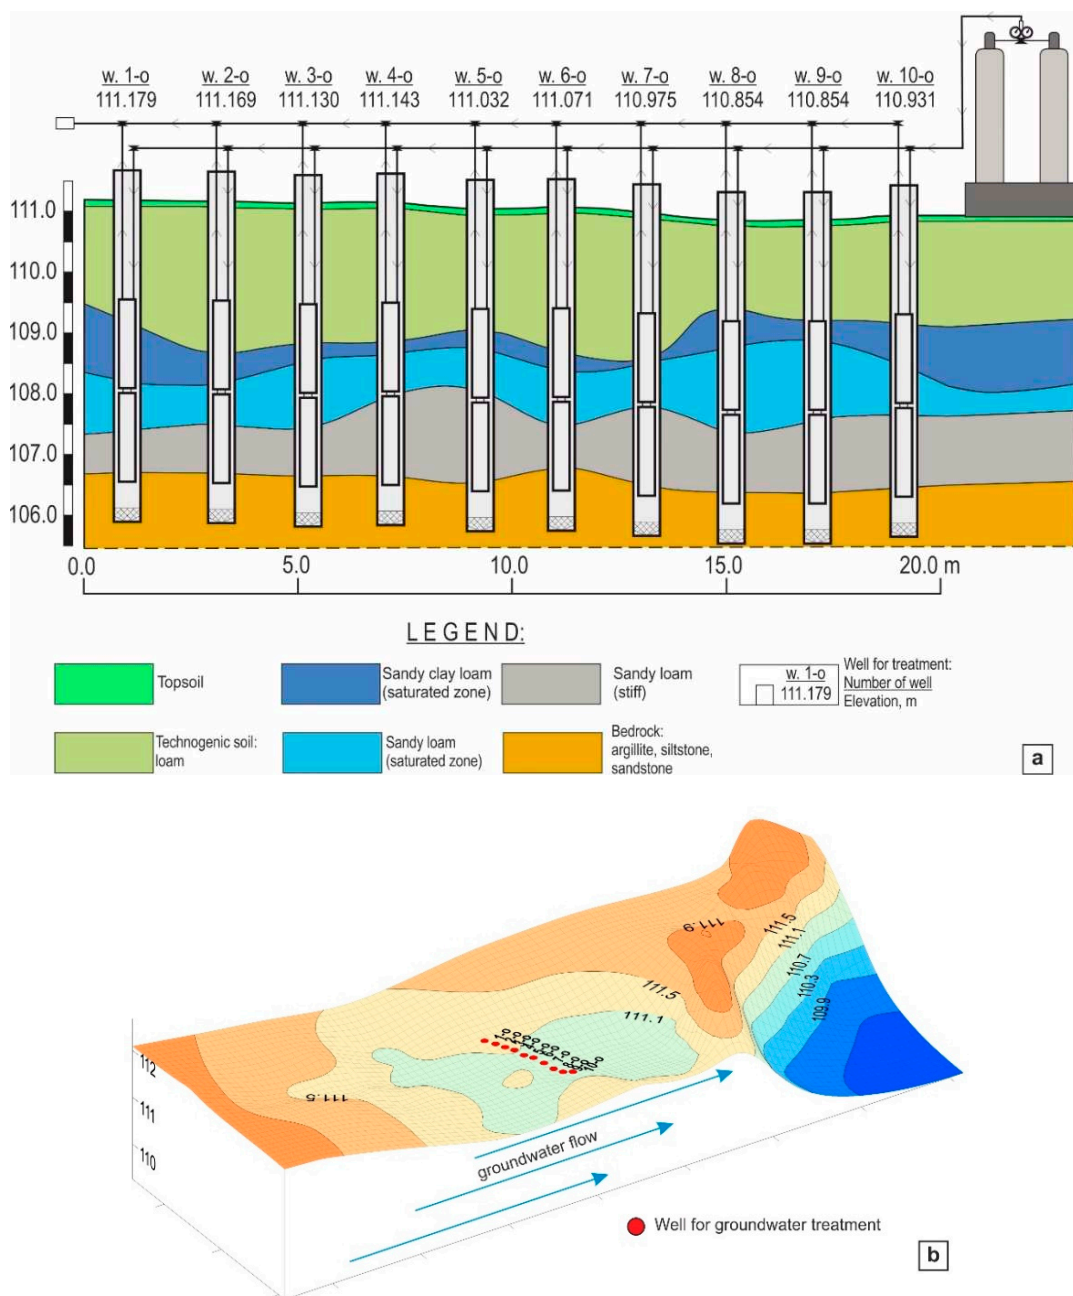 w. 1-o w. 2-o w. 3-o w. 4-o w. 5-o w. 6-o w. 7-o w. 8-o w. 9-o w. 10-o
111.179 111.169 111.130 111.143 111.032 111.071 110.975 110.854 110.854 110.931
111.0
110.0
109.0
108.0
107.0
106.0
0.0 5.0 10.0 15.0 20.0 m
LEGEND:
Topsoil
Sandy clay loam
(saturated zone)
Sandy loam
(stiff)
w. 1-o
111.179
Well for treatment:
Number of well
Elevation, m
Technogenic soil:
loam
Sandy loam
(saturated zone)
Bedrock:
argillite, siltstone,
sandstone
a
111.9
111.5
111.1
110.7
110.3
109.9
111.5
111.1
111.5
112
111
110
groundwater flow
Well for groundwater treatment
b